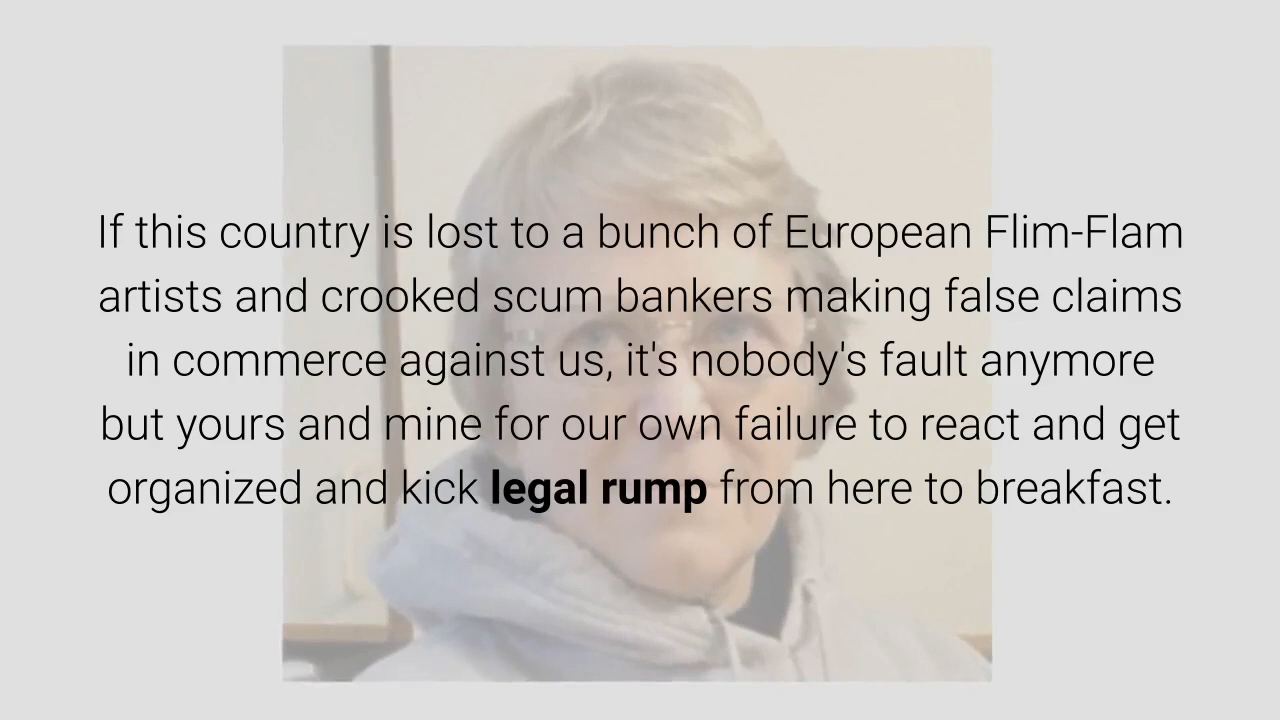 If this country is lost to a bunch of European Flim-Flam
artists and crooked scum bankers making false claims
in commerce against us, it's nobody's fault anymore
but yours and mine for our own failure to react and get
organized and kick legal rump from here to breakfast.